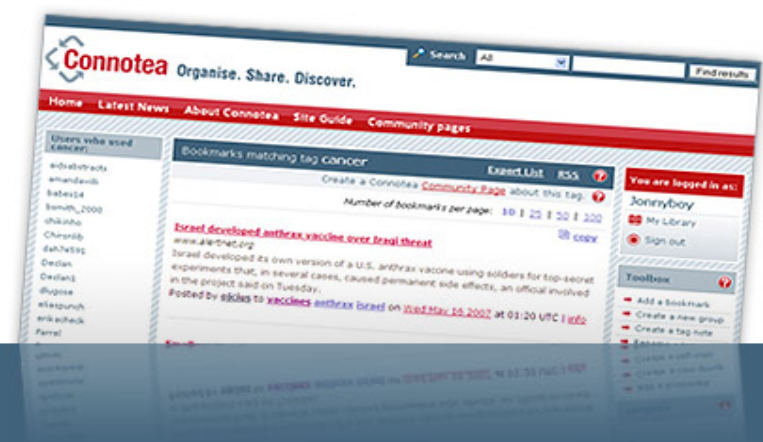 Connotea Organise. Share. Discover.
Search All Find results
Home Latest News About Connotea Site Guide Community pages
Users who used cancer:
aidsabstracts
amandawilli
babes14
bsmith_2000
chikinho
Chironlib
dah74591
Declan
Declan1
dlugose
eliaspunch
erikacheck
Farrel
Bookmarks matching tag cancer
Export List RSS ?
Create a Connotea Community Page about this tag. ?
Number of bookmarks per page: 10 | 25 | 50 | 100
copy
Israel developed anthrax vaccine over Iraqi threat
www.alertnet.org
Israel developed its own version of a U.S. anthrax vaccine using soldiers for top-secret
experiments that, in several cases, caused permanent side effects, an official involved
in the project said on Tuesday.
Posted by to vaccines anthrax israel on Wed May 16 2007 at 01:20 UTC | info
You are logged in as:
Jonnyboy
My Library
Sign out
Toolbox ?
Add a bookmark
Create a new group
Create a tag note